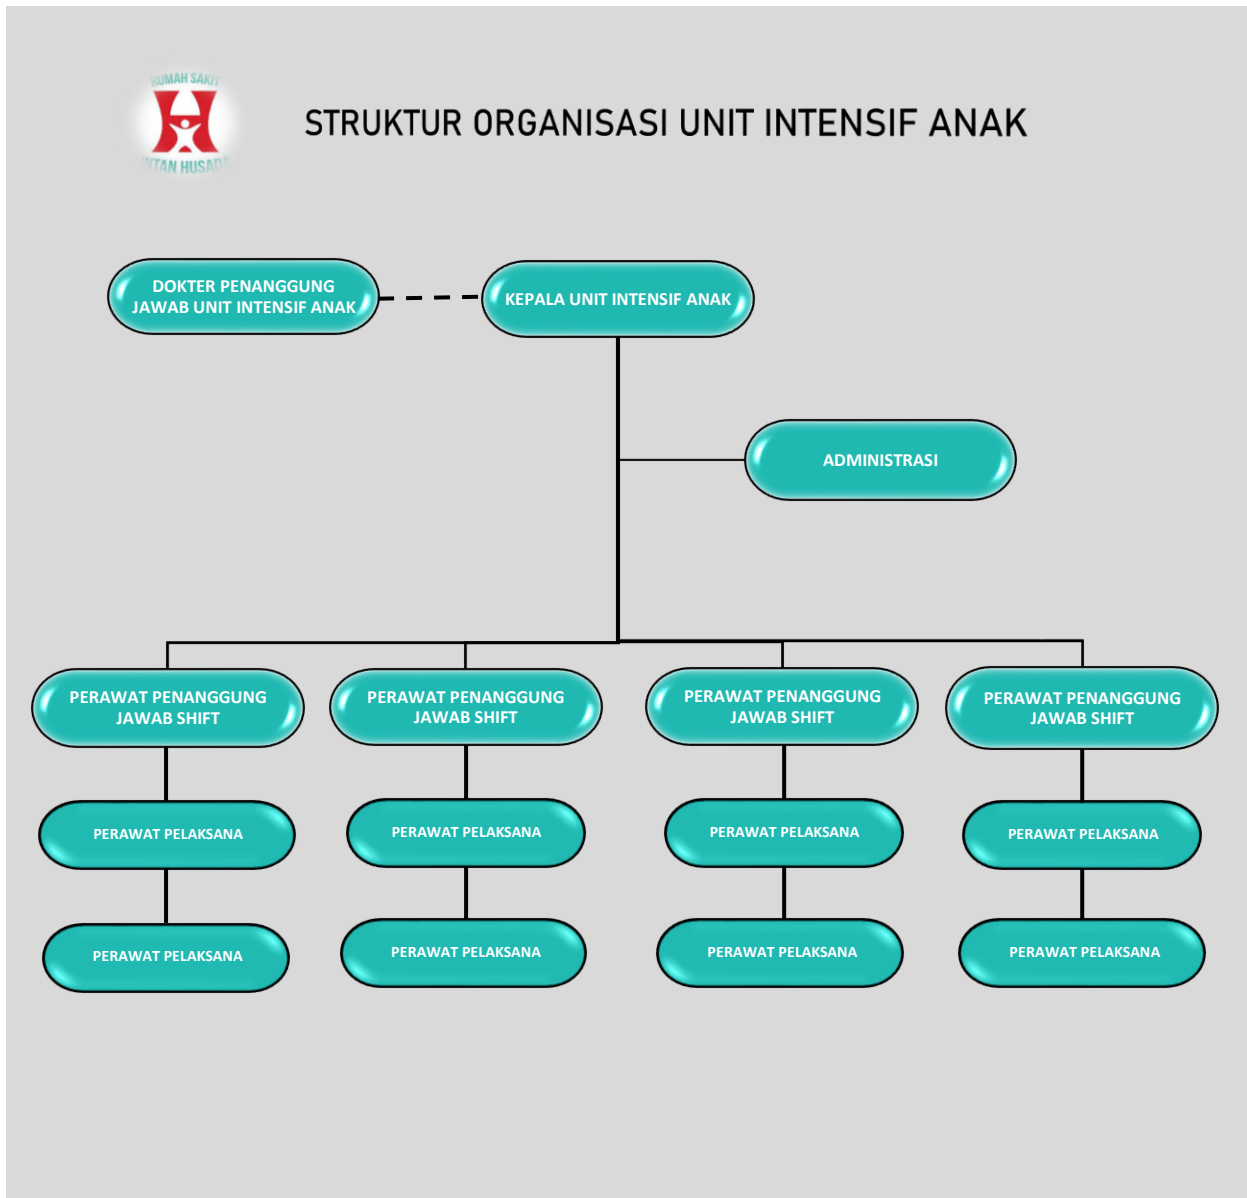 RUMAH SAKIT
INTAN HUSADA
STRUKTUR ORGANISASI UNIT INTENSIF ANAK
DOKTER PENANGGUNG
JAWAB UNIT INTENSIF ANAK
KEPALA UNIT INTENSIF ANAK
ADMINISTRASI
PERAWAT PENANGGUNG
JAWAB SHIFT
PERAWAT PENANGGUNG
JAWAB SHIFT
PERAWAT PENANGGUNG
JAWAB SHIFT
PERAWAT PENANGGUNG
JAWAB SHIFT
PERAWAT PELAKSANA
PERAWAT PELAKSANA
PERAWAT PELAKSANA
PERAWAT PELAKSANA
PERAWAT PELAKSANA
PERAWAT PELAKSANA
PERAWAT PELAKSANA
PERAWAT PELAKSANA